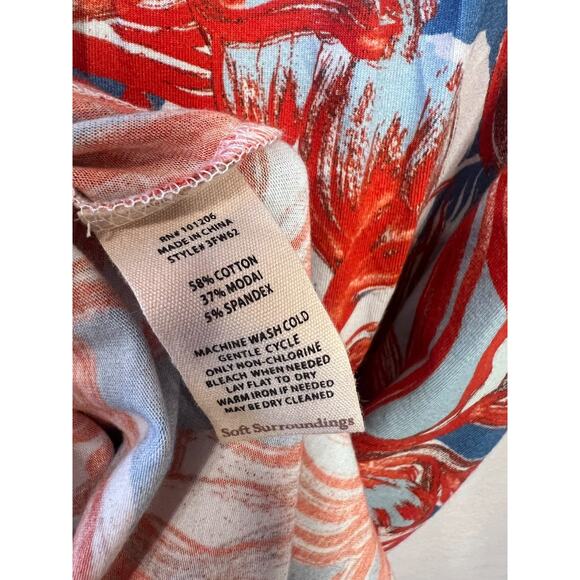 RN# 101206
MADE IN CHINA
STYLE# 3FW62
58% COTTON
37% MODAl
5% SPANDEX
MACHINE WASH COLD
GENTLE CYCLE
ONLY NON-CHLORINE
BLEACH WHEN NEEDED
LAY FLAT TO DRY
WARM IRON IF NEEDED
MAY BE DRY CLEANED
Soft Surroundings